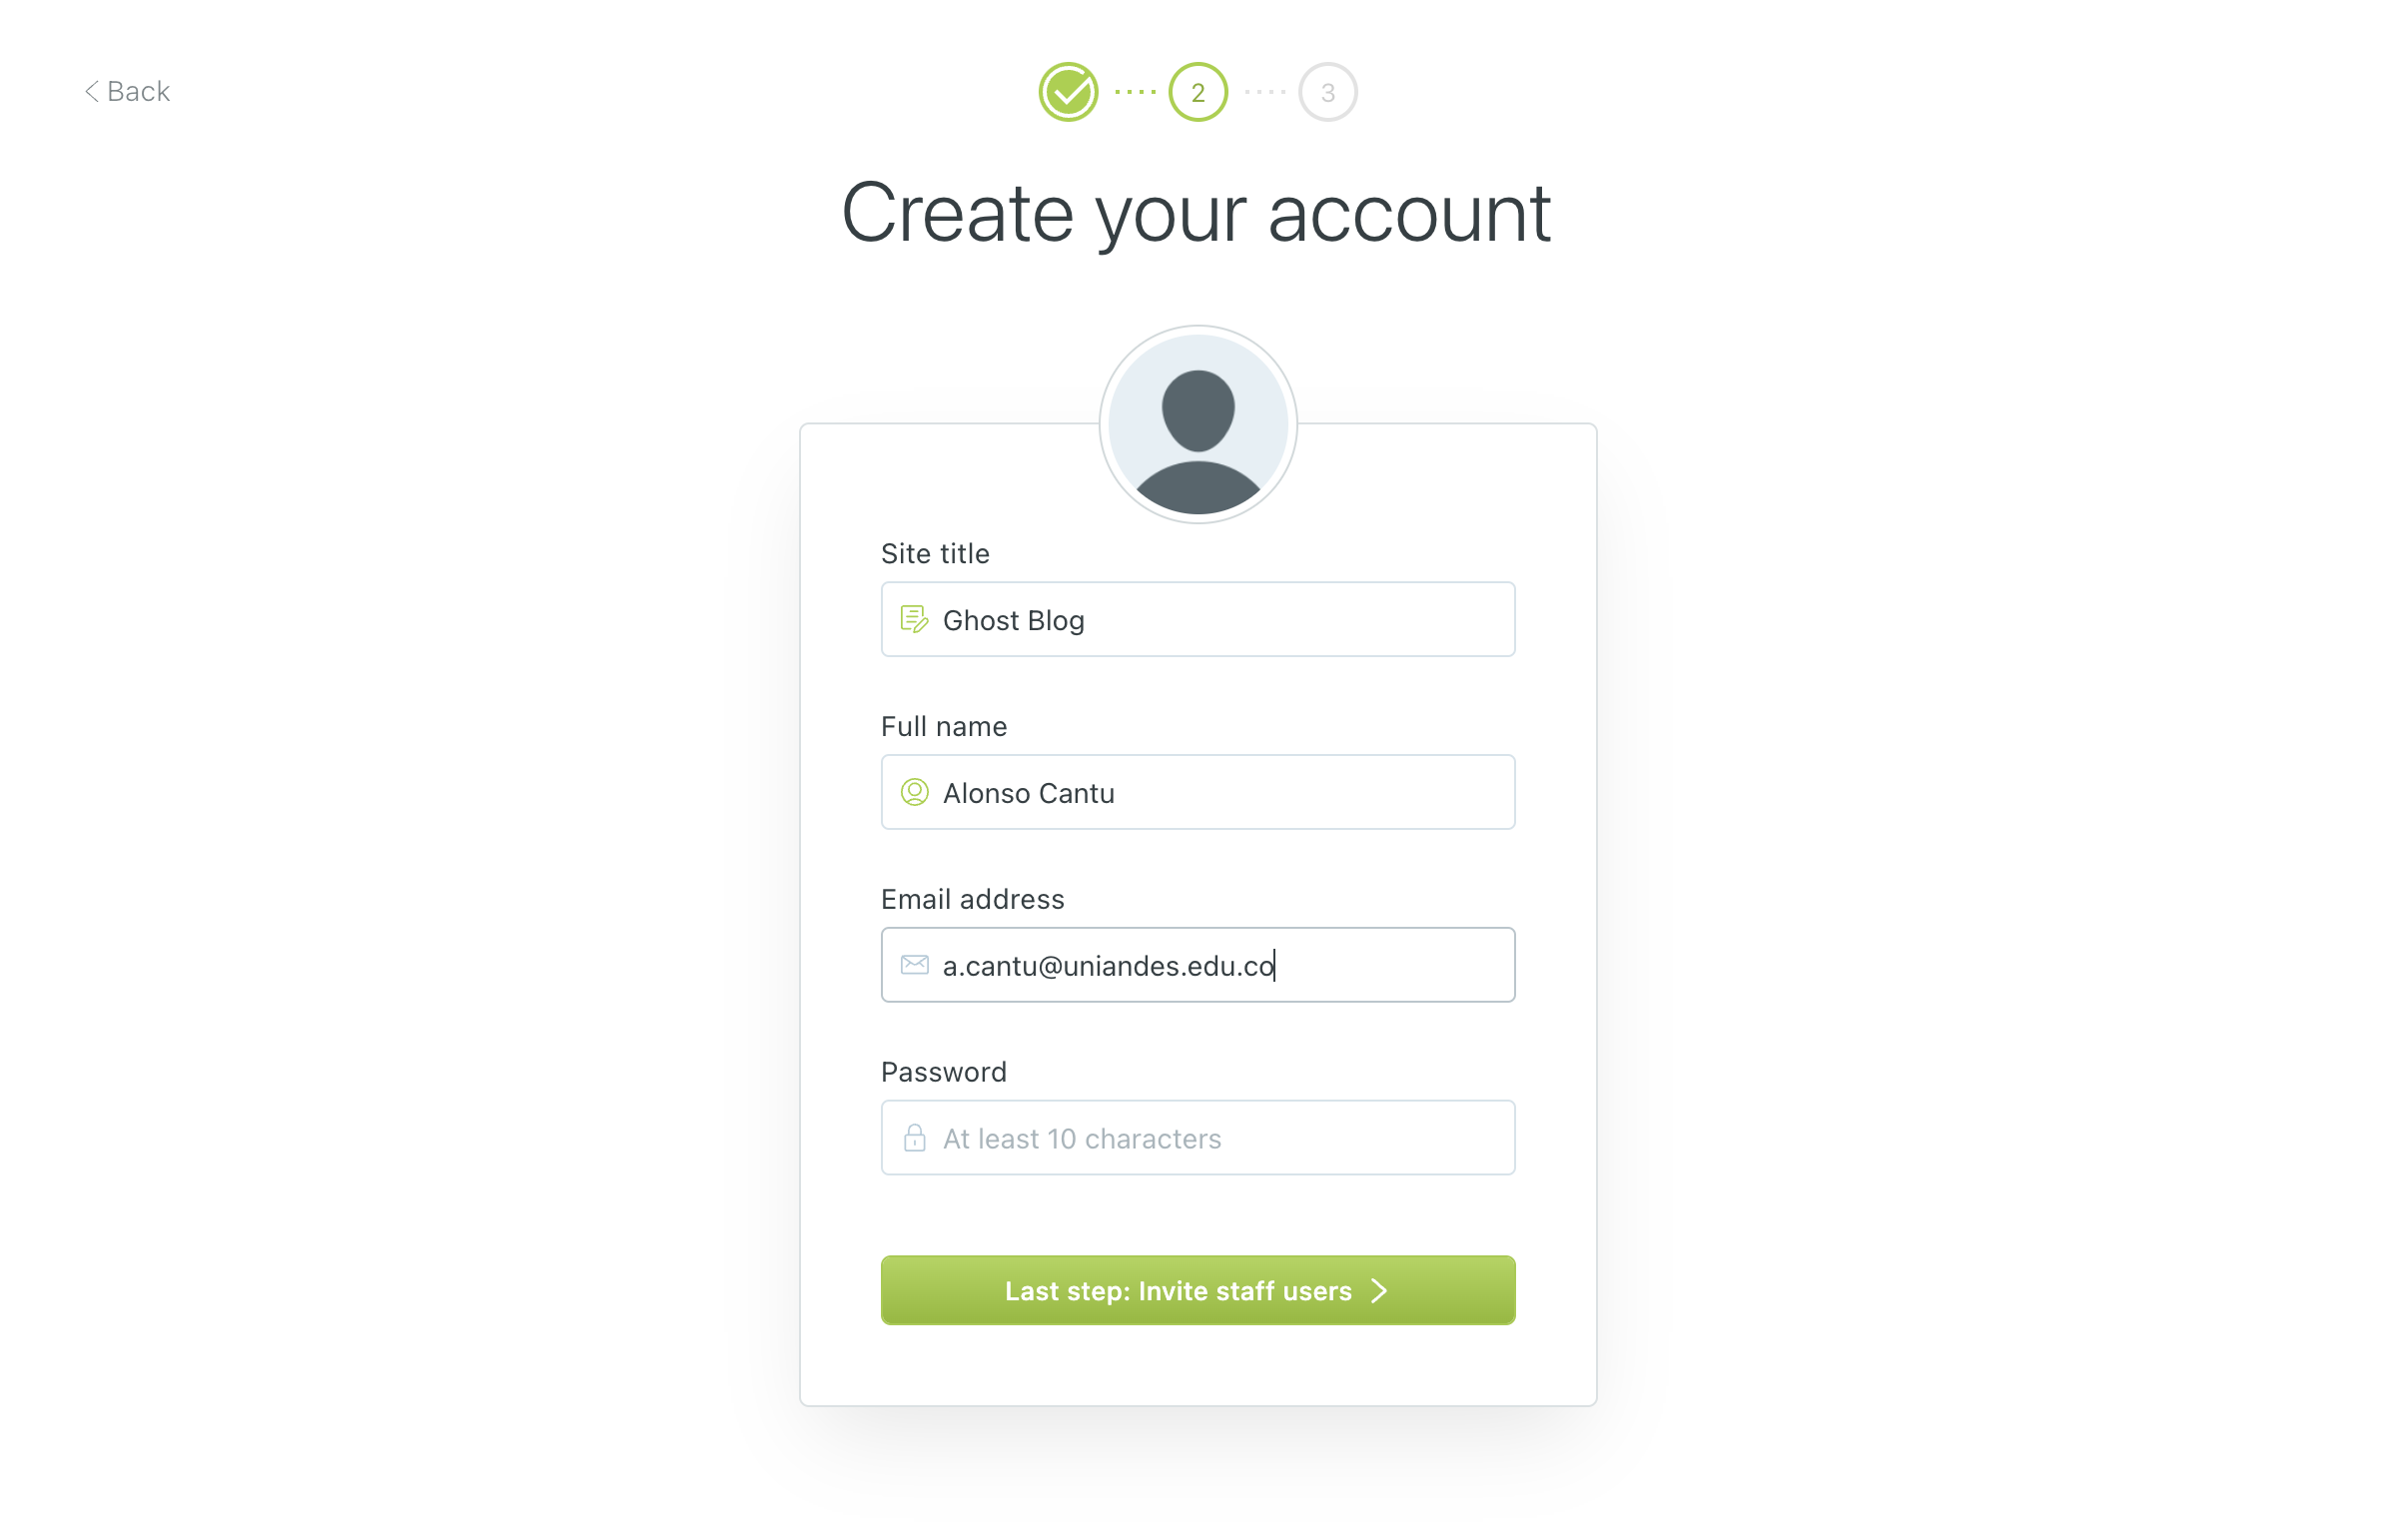 Back
2
3
Create your account
Site title
Ghost Blog
Full name
Alonso Cantu
Email address
a.cantu@uniandes.edu.co
Password
At least 10 characters
Last step: Invite staff users